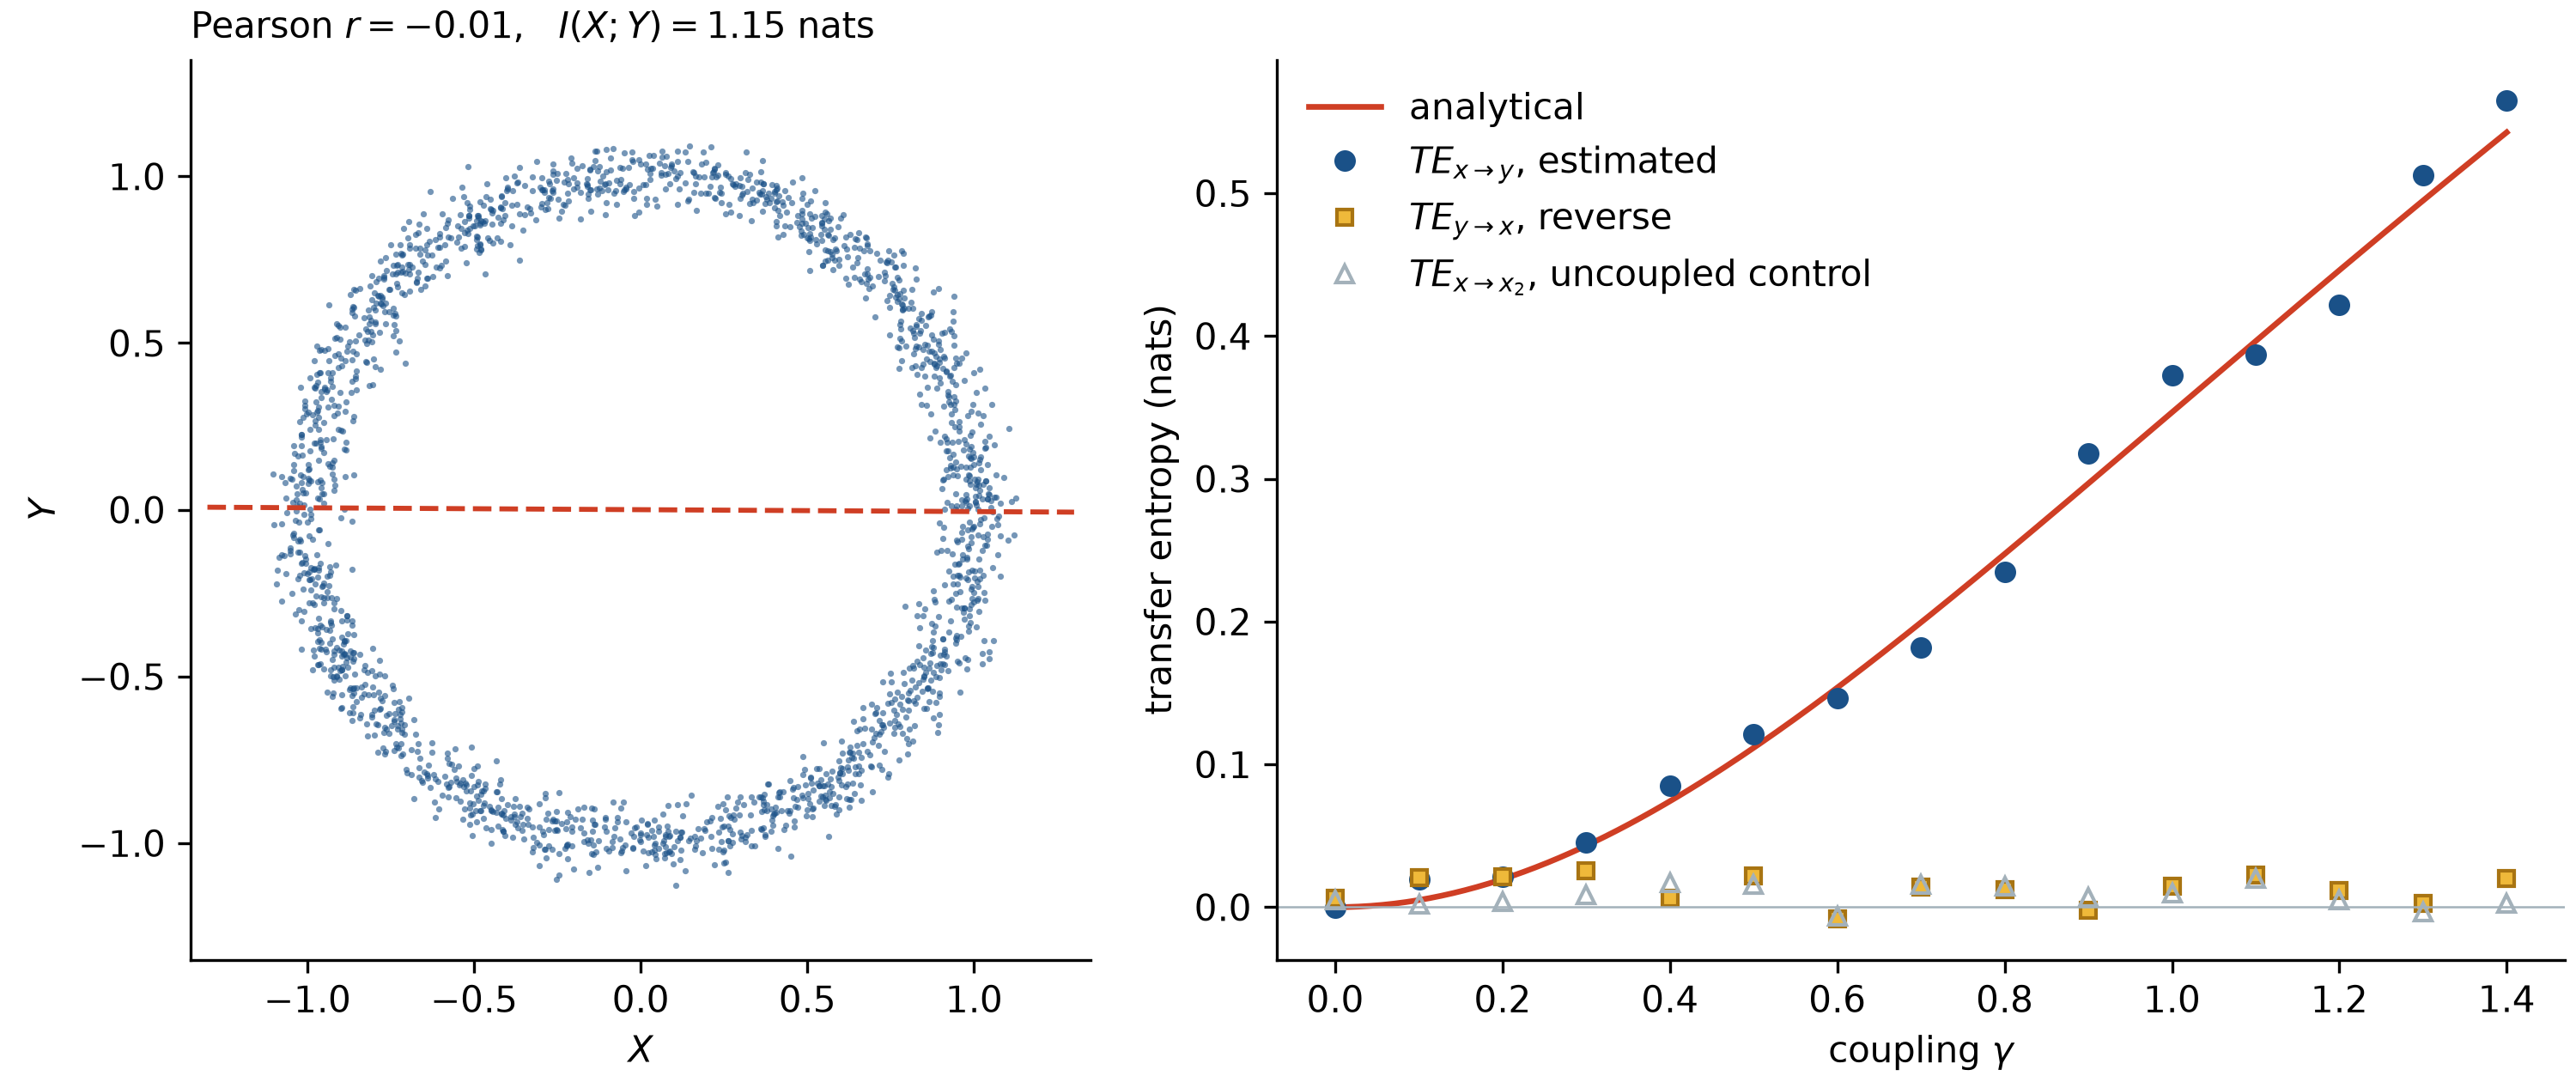 Pearson r = −0.01, I(X; Y) = 1.15 nats
Y
1.0
0.5
0.0
−0.5
−1.0
−1.0 −0.5 0.0 0.5 1.0
X
analytical
TEx→y, estimated
TEy→x, reverse
TEx→x2, uncoupled control
transfer entropy (nats)
0.5
0.4
0.3
0.2
0.1
0.0
0.0 0.2 0.4 0.6 0.8 1.0 1.2 1.4
coupling γ